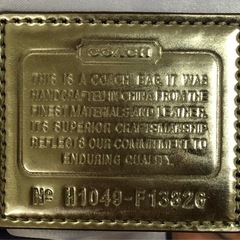 COACH
THIS IS A COACH BAG. IT WAS
HANDCRAFTED IN CHINA FROM THE
FINEST MATERIALS AND LEATHER.
ITS SUPERIOR CRAFTSMANSHIP
REFLECTS OUR COMMITMENT TO
ENDURING QUALITY.
Nº H1049-F13326